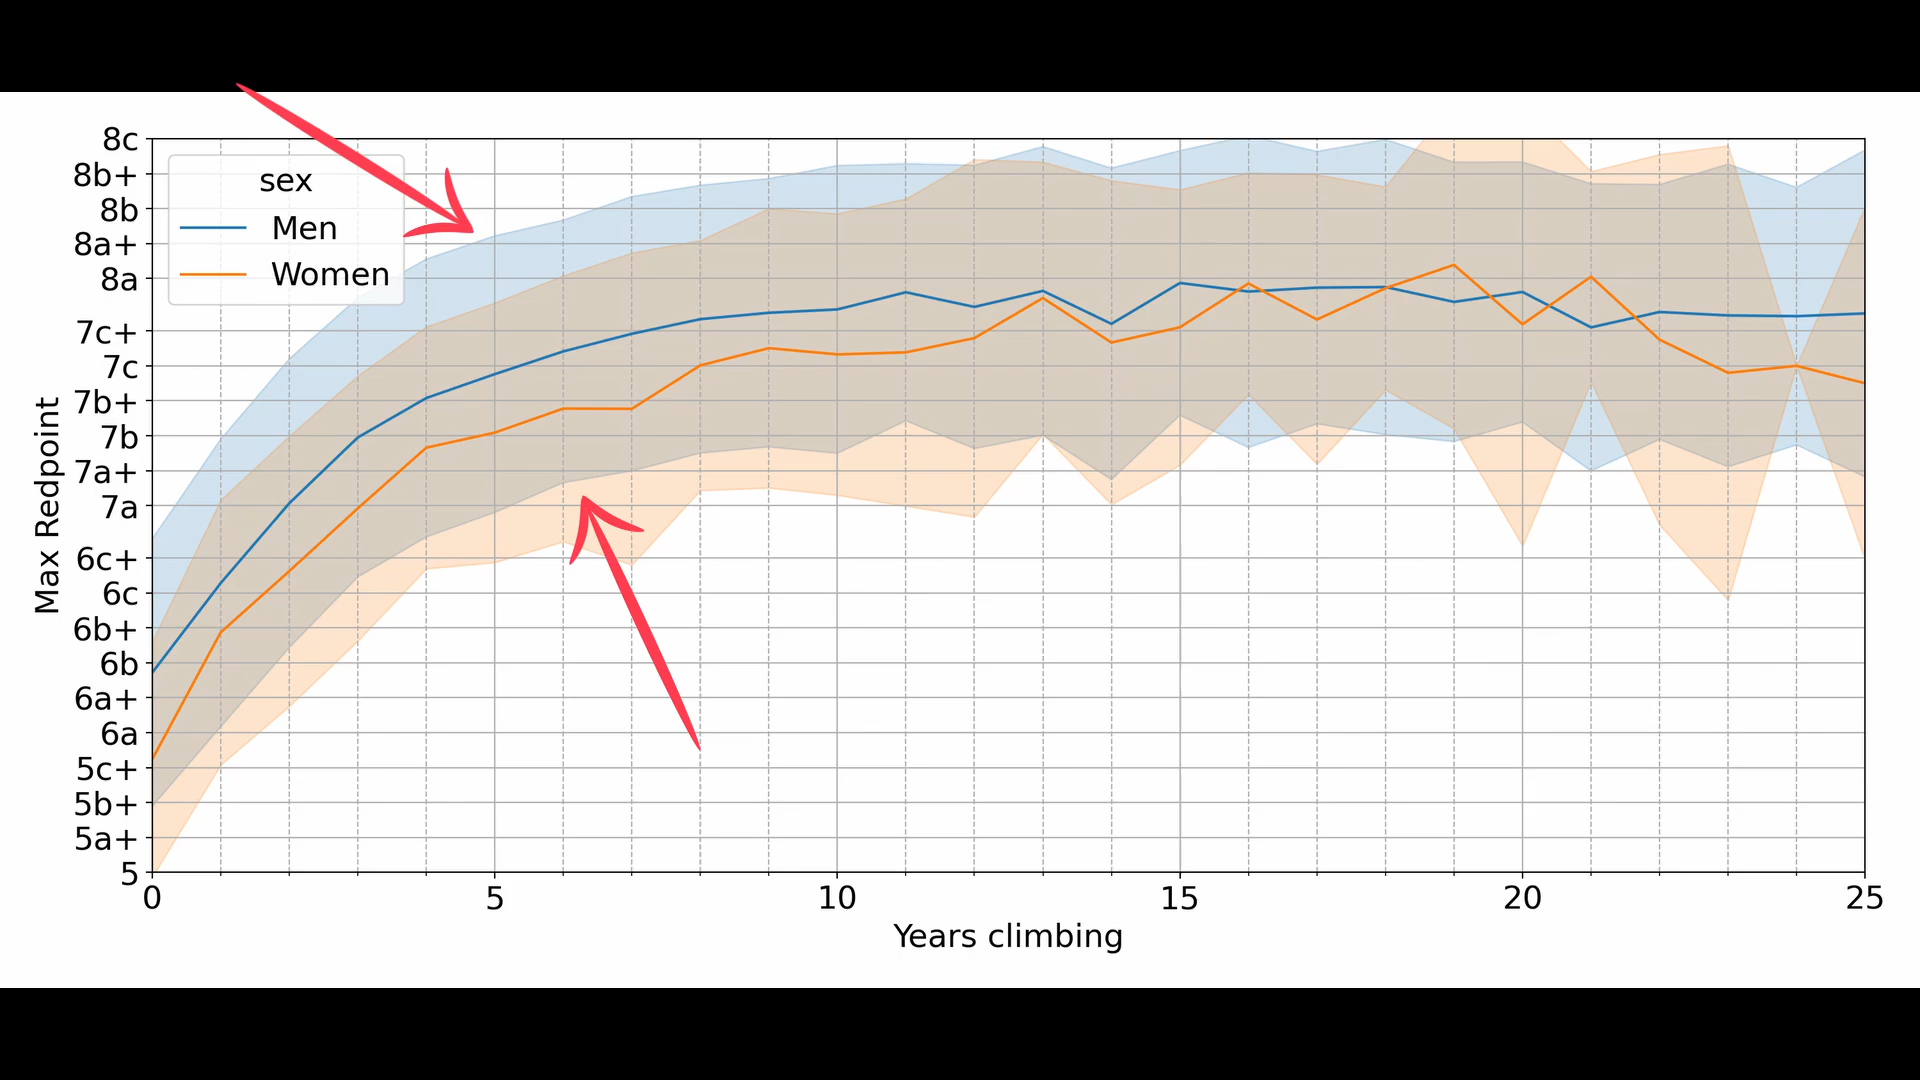 8c
8b+
8b
8a+
8a
7c+
7c
7b+
7b
7a+
7a
6c+
6c
6b+
6b
6a+
6a
5c+
5b+
5a+
5
Max Redpoint
sex
Men
Women
0 5 10 15 20 25
Years climbing